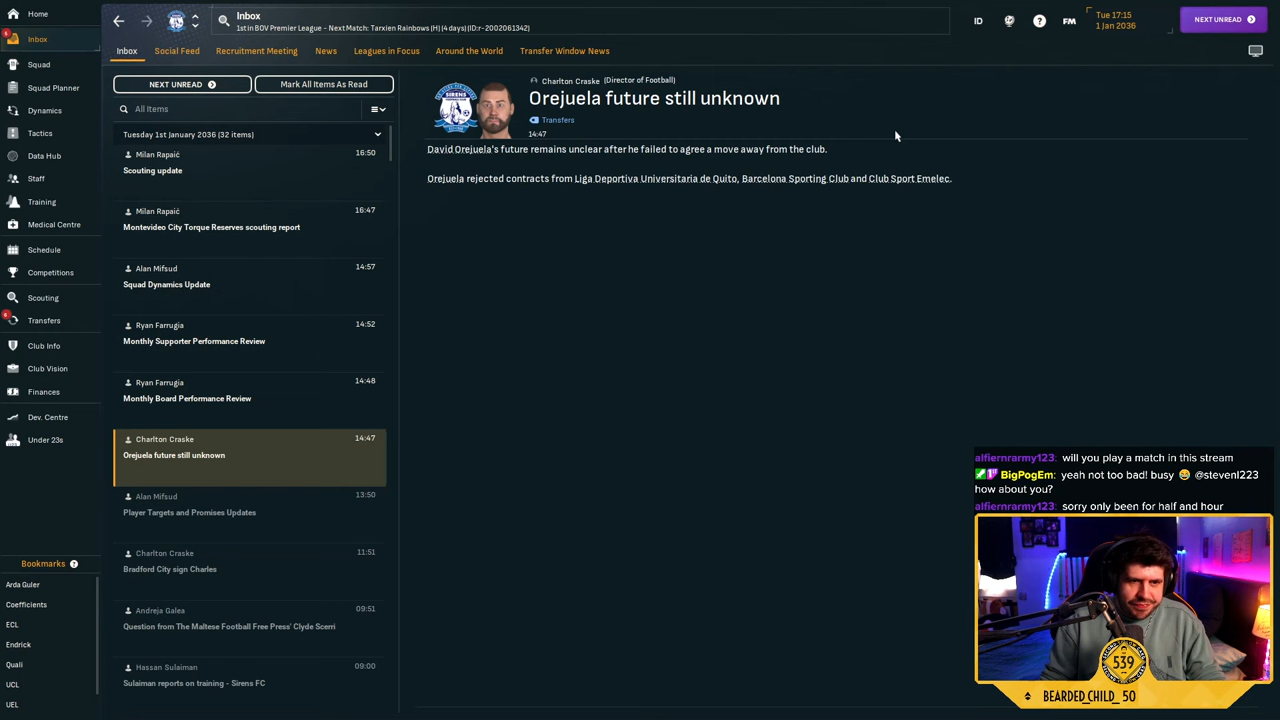 Home
6
Inbox
Squad
Squad Planner
Dynamics
Tactics
Data Hub
Staff
Training
Medical Centre
Schedule
Competitions
Scouting
6
Transfers
Club Info
Club Vision
Finances
Dev. Centre
Under 23s
Bookmarks ?
Arda Guler
Coefficients
ECL
Endrick
Quali
UCL
UEL
Inbox
1st in BOV Premier League - Next Match: Tarxien Rainbows (H) (4 days)(ID:r-2002061342)
ID
?
FM
Tue 17:15
1 Jan 2036
NEXT UNREAD
Inbox
Social Feed
Recruitment Meeting
News
Leagues in Focus
Around the World
Transfer Window News
NEXT UNREAD
Mark All Items As Read
All Items
Tuesday 1st January 2036 (32 items)
Milan Rapaić 16:50
Scouting update
Milan Rapaić 16:47
Montevideo City Torque Reserves scouting report
Alan Mifsud 14:57
Squad Dynamics Update
Ryan Farrugia 14:52
Monthly Supporter Performance Review
Ryan Farrugia 14:48
Monthly Board Performance Review
Charlton Craske 14:47
Orejuela future still unknown
Alan Mifsud 13:50
Player Targets and Promises Updates
Charlton Craske 11:51
Bradford City sign Charles
Andreja Galea 09:51
Question from The Maltese Football Free Press' Clyde Scerri
Hassan Sulaiman 09:00
Sulaiman reports on training - Sirens FC
SIRENS
Charlton Craske (Director of Football)
Orejuela future still unknown
Transfers
14:47
David Orejuela's future remains unclear after he failed to agree a move away from the club.
Orejuela rejected contracts from Liga Deportiva Universitaria de Quito, Barcelona Sporting Club and Club Sport Emelec.
alfiernrarmy123: will you play a match in this stream
BigPogEm: yeah not too bad! busy 😂 @stevenl223
how about you?
alfiernrarmy123: sorry only been for half and hour
539
BEARDED_CHILD_ 50